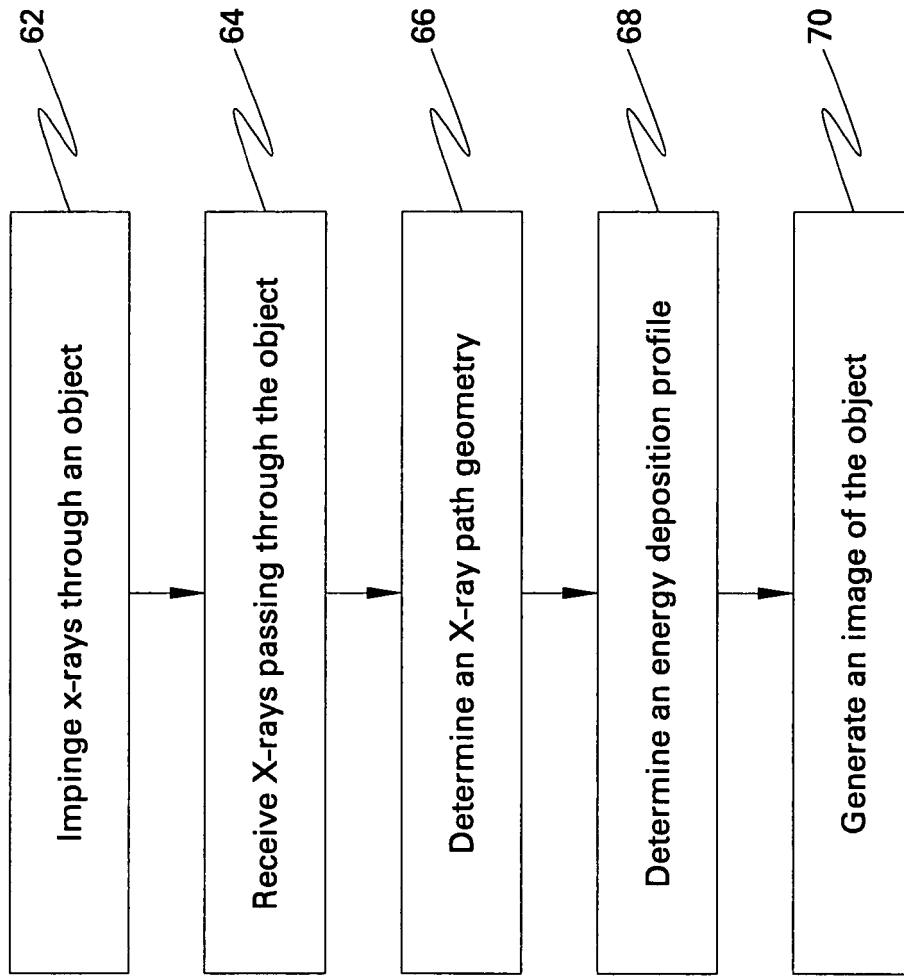 Impinge x-rays through an object
62
Receive X-rays passing through the object
64
Determine an X-ray path geometry
66
Determine an energy deposition profile
68
Generate an image of the object
70